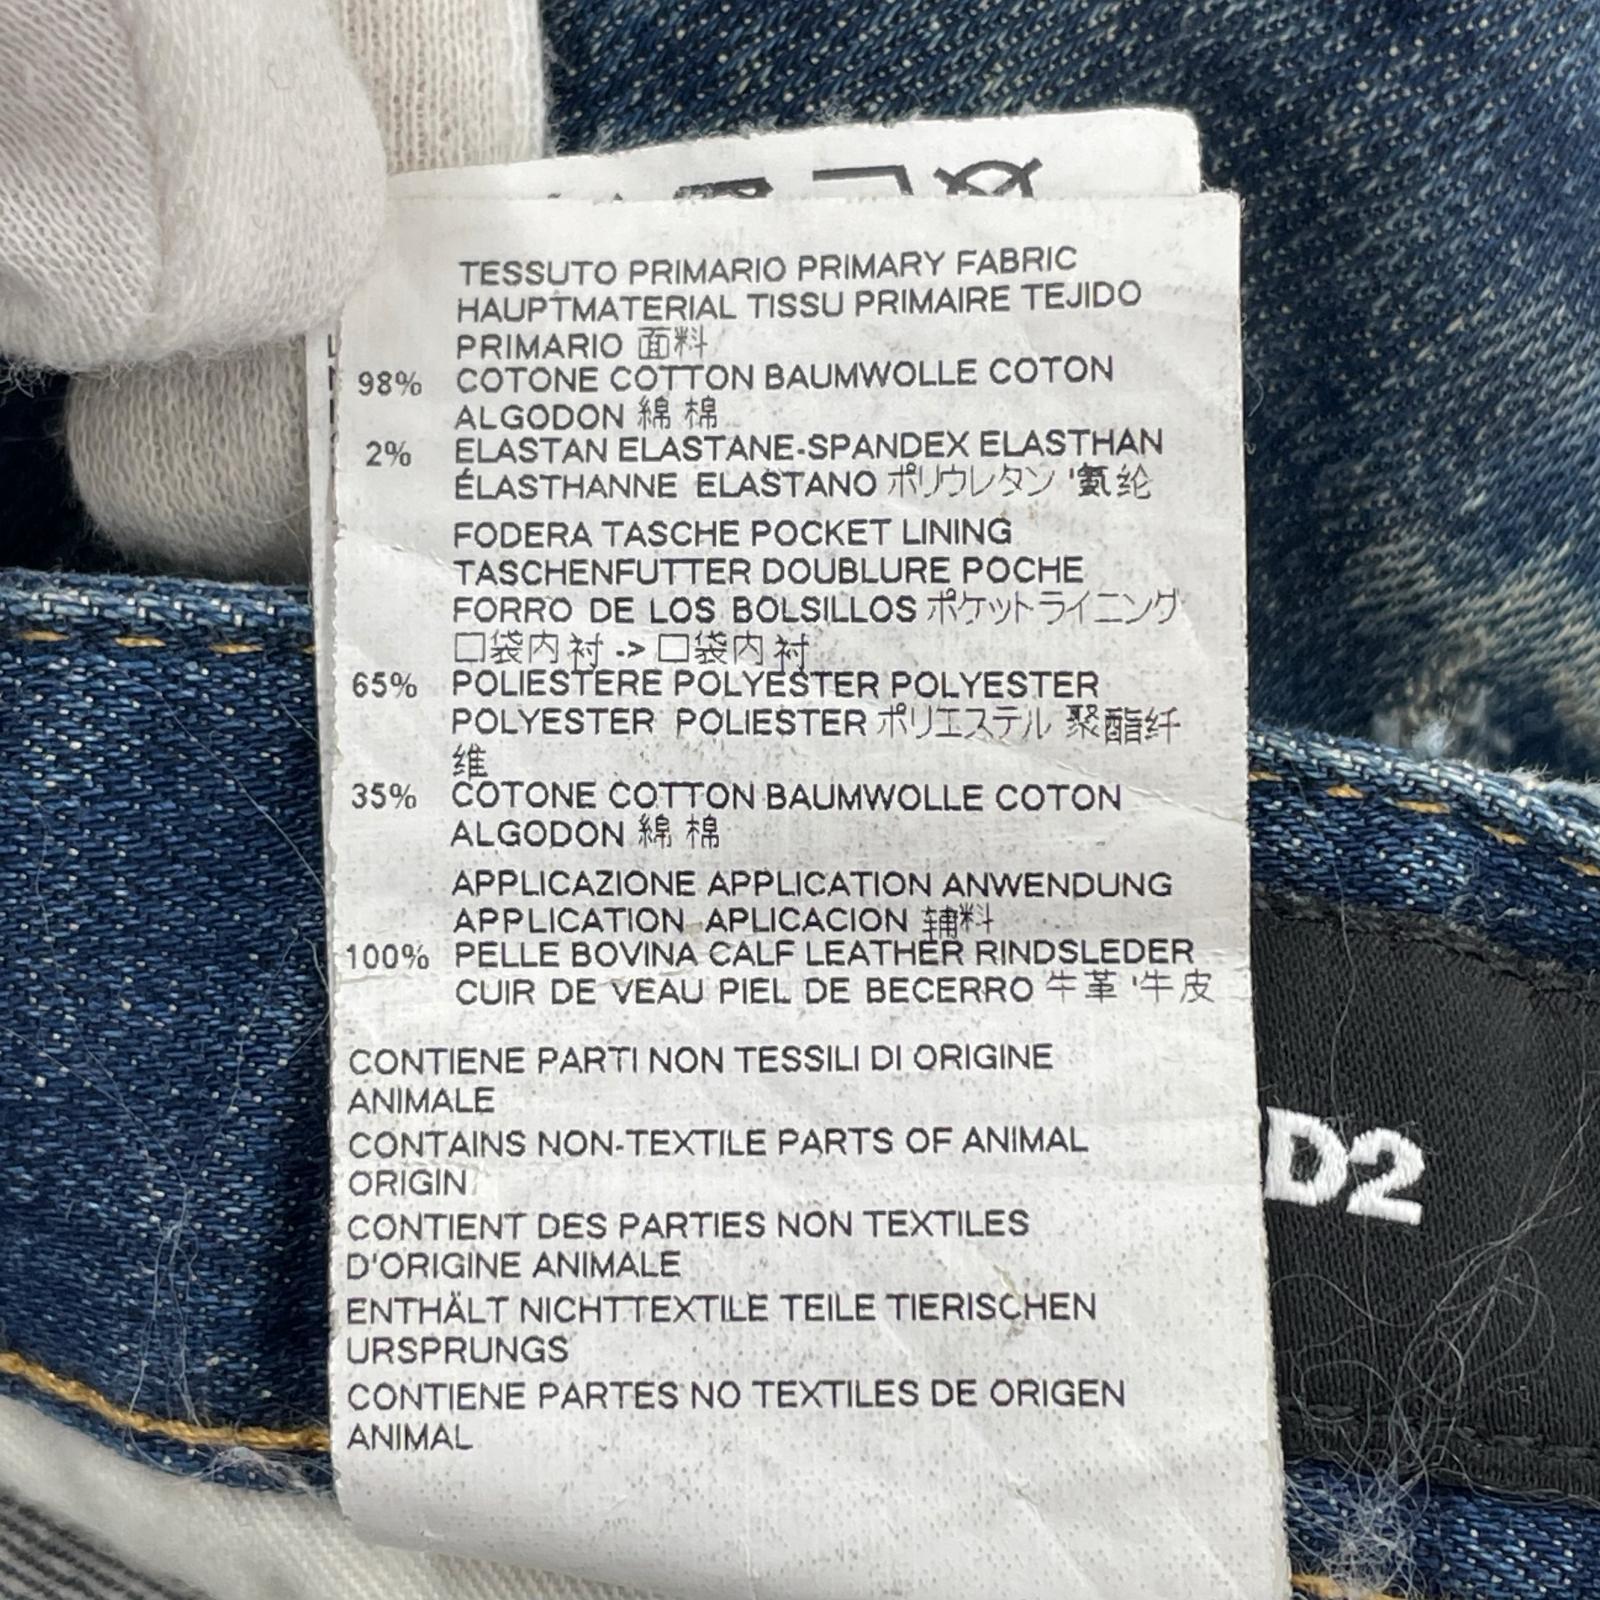 TESSUTO PRIMARIO PRIMARY FABRIC
HAUPTMATERIAL TISSU PRIMAIRE TEJIDO
PRIMARIO 面料
98% COTONE COTTON BAUMWOLLE COTON
ALGODON 綿 棉
2% ELASTAN ELASTANE-SPANDEX ELASTHAN
ÉLASTHANNE ELASTANO ポリウレタン '氨纶
FODERA TASCHE POCKET LINING
TASCHENFUTTER DOUBLURE POCHE
FORRO DE LOS BOLSILLOS ポケットライニング
口袋内衬 -> 口袋内衬
65% POLIESTERE POLYESTER POLYESTER
POLYESTER POLIESTER ポリエステル 聚酯纤
维
35% COTONE COTTON BAUMWOLLE COTON
ALGODON 綿 棉
APPLICAZIONE APPLICATION ANWENDUNG
APPLICATION APLICACION 辅料
100% PELLE BOVINA CALF LEATHER RINDSLEDER
CUIR DE VEAU PIEL DE BECERRO 牛革 '牛皮
CONTIENE PARTI NON TESSILI DI ORIGINE
ANIMALE
CONTAINS NON-TEXTILE PARTS OF ANIMAL
ORIGIN
CONTIENT DES PARTIES NON TEXTILES
D'ORIGINE ANIMALE
ENTHÄLT NICHTTEXTILE TEILE TIERISCHEN
URSPRUNGS
CONTIENE PARTES NO TEXTILES DE ORIGEN
ANIMAL
D2